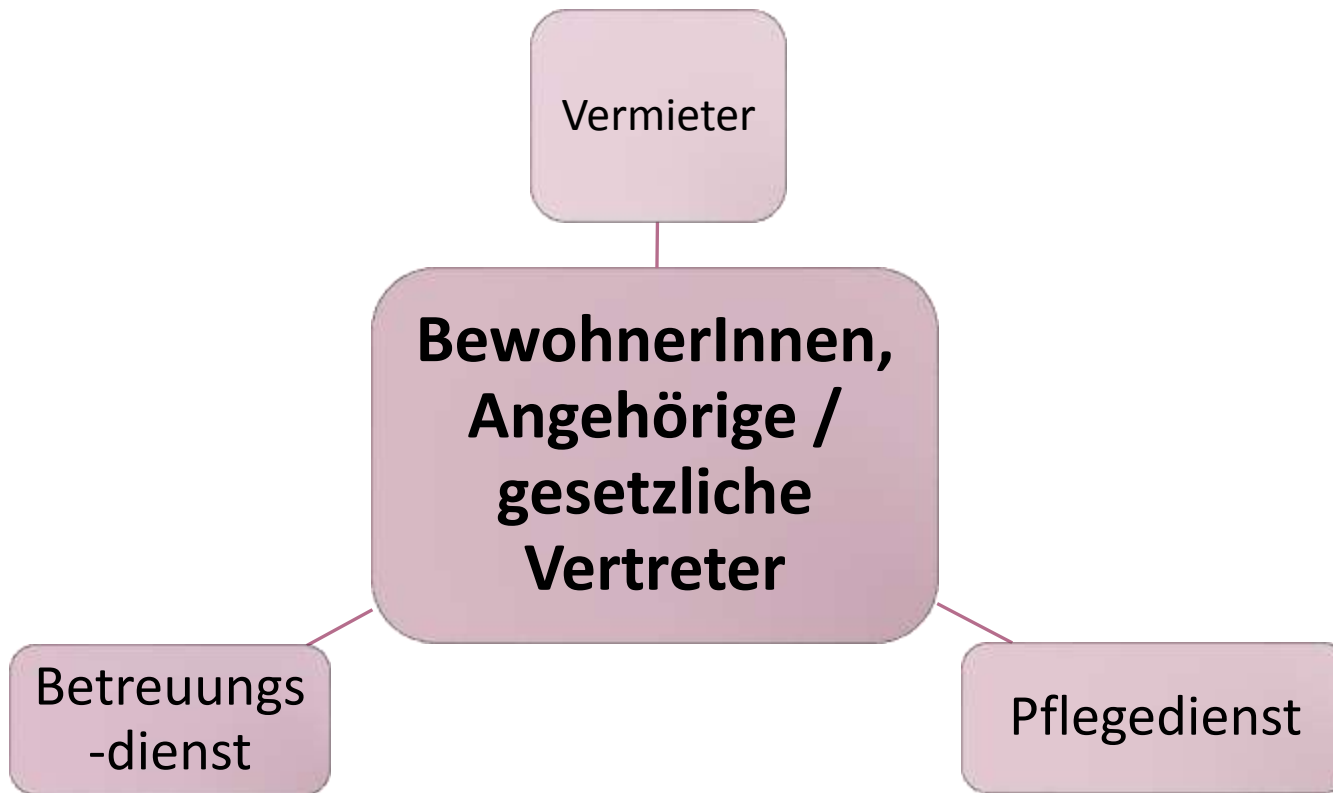 Vermieter
BewohnerInnen,
Angehörige /
gesetzliche
Vertreter
Betreuungs
-dienst
Pflegedienst